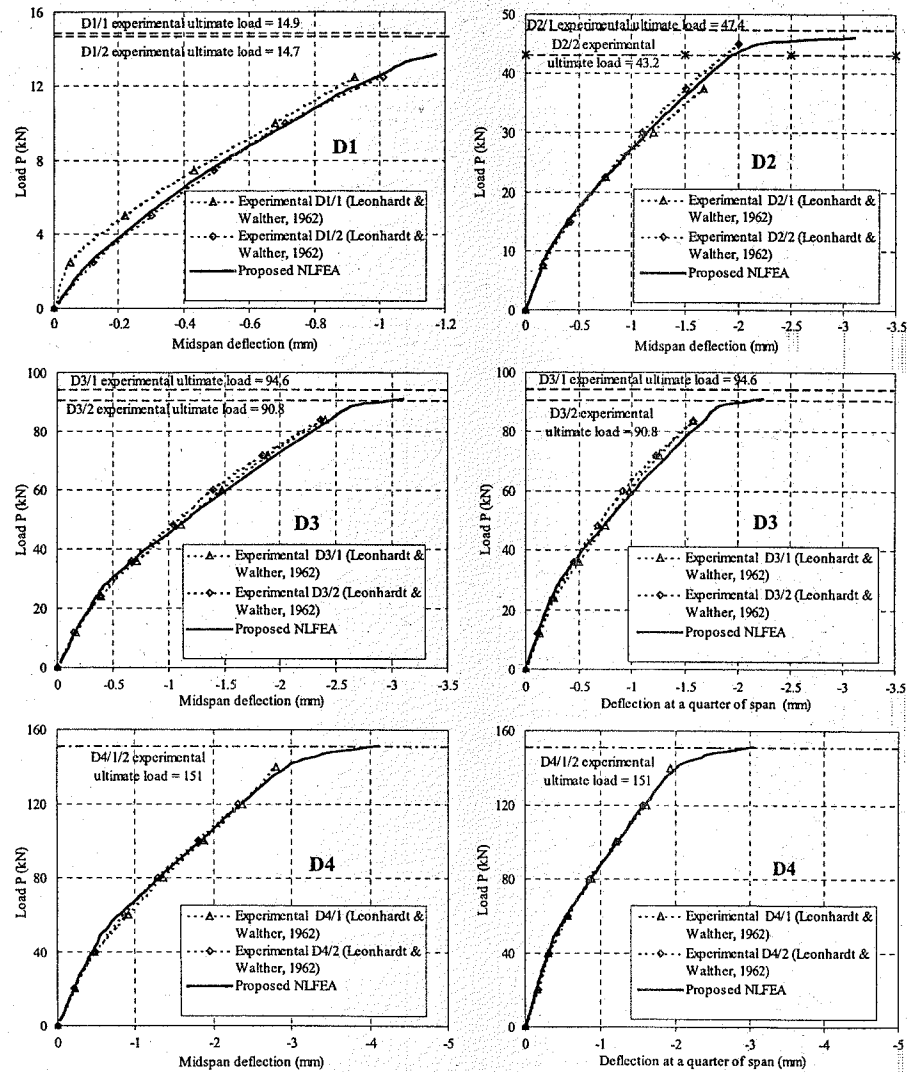 D1/1 experimental ultimate load = 14.9
D1/2 experimental ultimate load = 14.7
16
12
8
4
0
Load P (kN)
D1
Experimental D1/1 (Leonhardt &
Walther, 1962)
Experimental D1/2 (Leonhardt &
Walther, 1962)
Proposed NLFEA
0 -0.2 -0.4 -0.6 -0.8 -1 -1.2
Midspan deflection (mm)
D2/1 experimental ultimate load = 47.4
D2/2 experimental
ultimate load = 43.2
50
40
30
20
10
0
Load P (kN)
D2
Experimental D2/1 (Leonhardt &
Walther, 1962)
Experimental D2/2 (Leonhardt &
Walther, 1962)
Proposed NLFEA
0 -0.5 -1 -1.5 -2 -2.5 -3 -3.5
Midspan deflection (mm)
D3/1 experimental ultimate load = 94.6
D3/2 experimental ultimate load = 90.8
100
80
60
40
20
0
Load P (kN)
D3
Experimental D3/1 (Leonhardt &
Walther, 1962)
Experimental D3/2 (Leonhardt &
Walther, 1962)
Proposed NLFEA
0 -0.5 -1 -1.5 -2 -2.5 -3 -3.5
Midspan deflection (mm)
D3/1 experimental ultimate load = 94.6
D3/2 experimental
ultimate load = 90.8
100
80
60
40
20
0
Load P (kN)
D3
Experimental D3/1 (Leonhardt &
Walther, 1962)
Experimental D3/2 (Leonhardt &
Walther, 1962)
Proposed NLFEA
0 -0.5 -1 -1.5 -2 -2.5 -3 -3.5
Deflection at a quarter of span (mm)
D4/1/2 experimental
ultimate load = 151
160
120
80
40
0
Load P (kN)
D4
Experimental D4/1 (Leonhardt &
Walther, 1962)
Experimental D4/2 (Leonhardt &
Walther, 1962)
Proposed NLFEA
0 -1 -2 -3 -4 -5
Midspan deflection (mm)
D4/1/2 experimental
ultimate load = 151
160
120
80
40
0
Load P (kN)
D4
Experimental D4/1 (Leonhardt &
Walther, 1962)
Experimental D4/2 (Leonhardt &
Walther, 1962)
Proposed NLFEA
0 -1 -2 -3 -4 -5
Deflection at a quarter of span (mm)